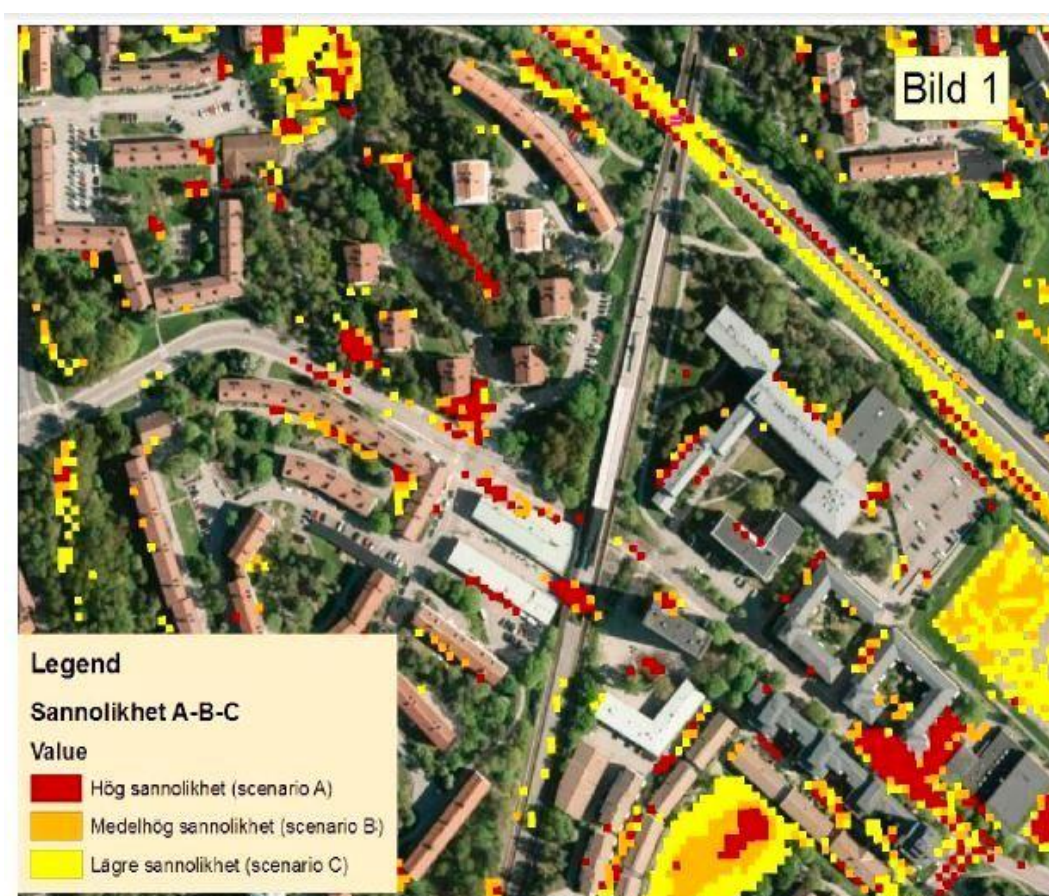 Bild 1
Legend
Sannolikhet A-B-C
Value
Hög sannolikhet (scenario A)
Medelhög sannolikhet (scenario B)
Lägre sannolikhet (scenario C)